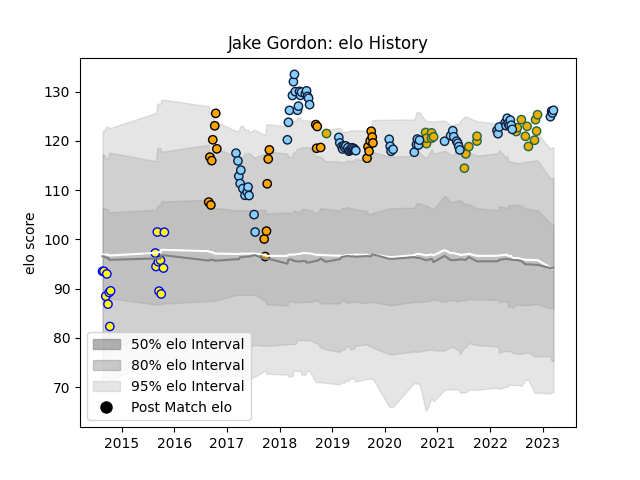 Jake Gordon: elo History
elo score
130
120
110
100
90
80
70
50% elo Interval
80% elo Interval
95% elo Interval
Post Match elo
2015 2016 2017 2018 2019 2020 2021 2022 2023